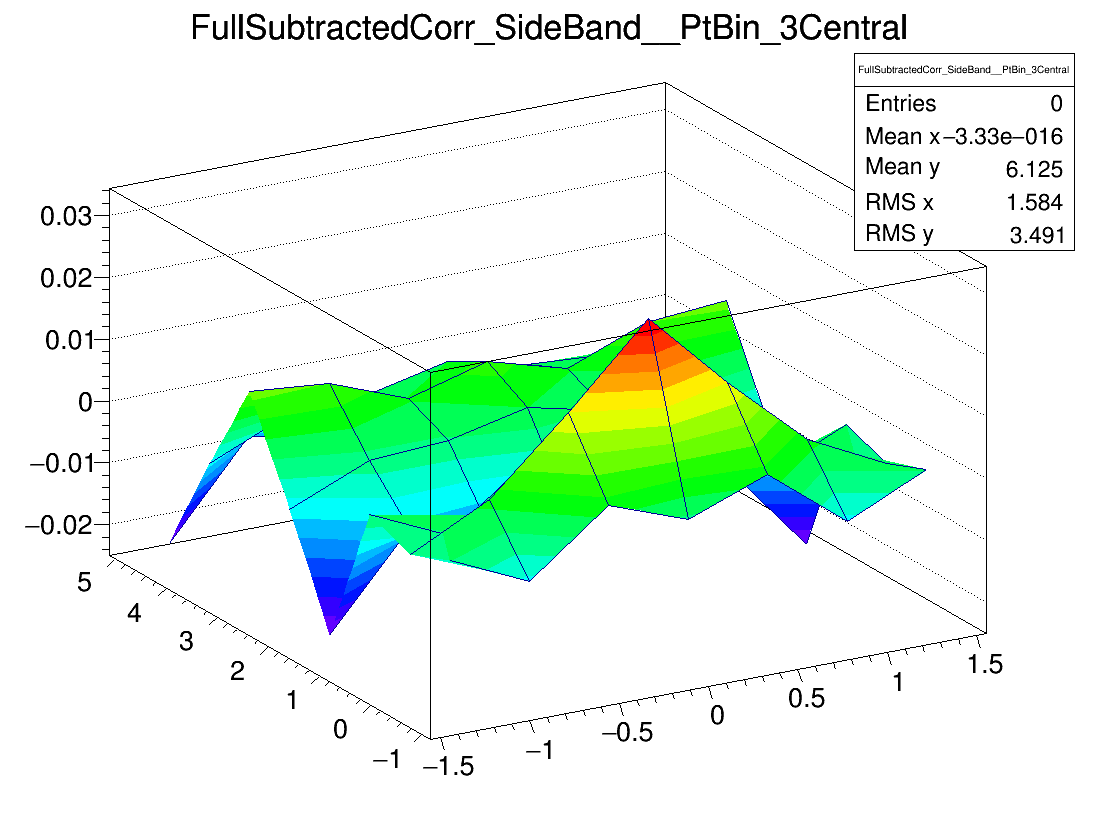 FullSubtractedCorr_SideBand__PtBin_3Central
FullSubtractedCorr_SideBand__PtBin_3Central
Entries 0
Mean x −3.33e−016
Mean y 6.125
RMS x 1.584
RMS y 3.491
0.03
0.02
0.01
0
−0.01
−0.02
5
4
3
2
1
0
−1
−1.5
−1
−0.5
0
0.5
1
1.5